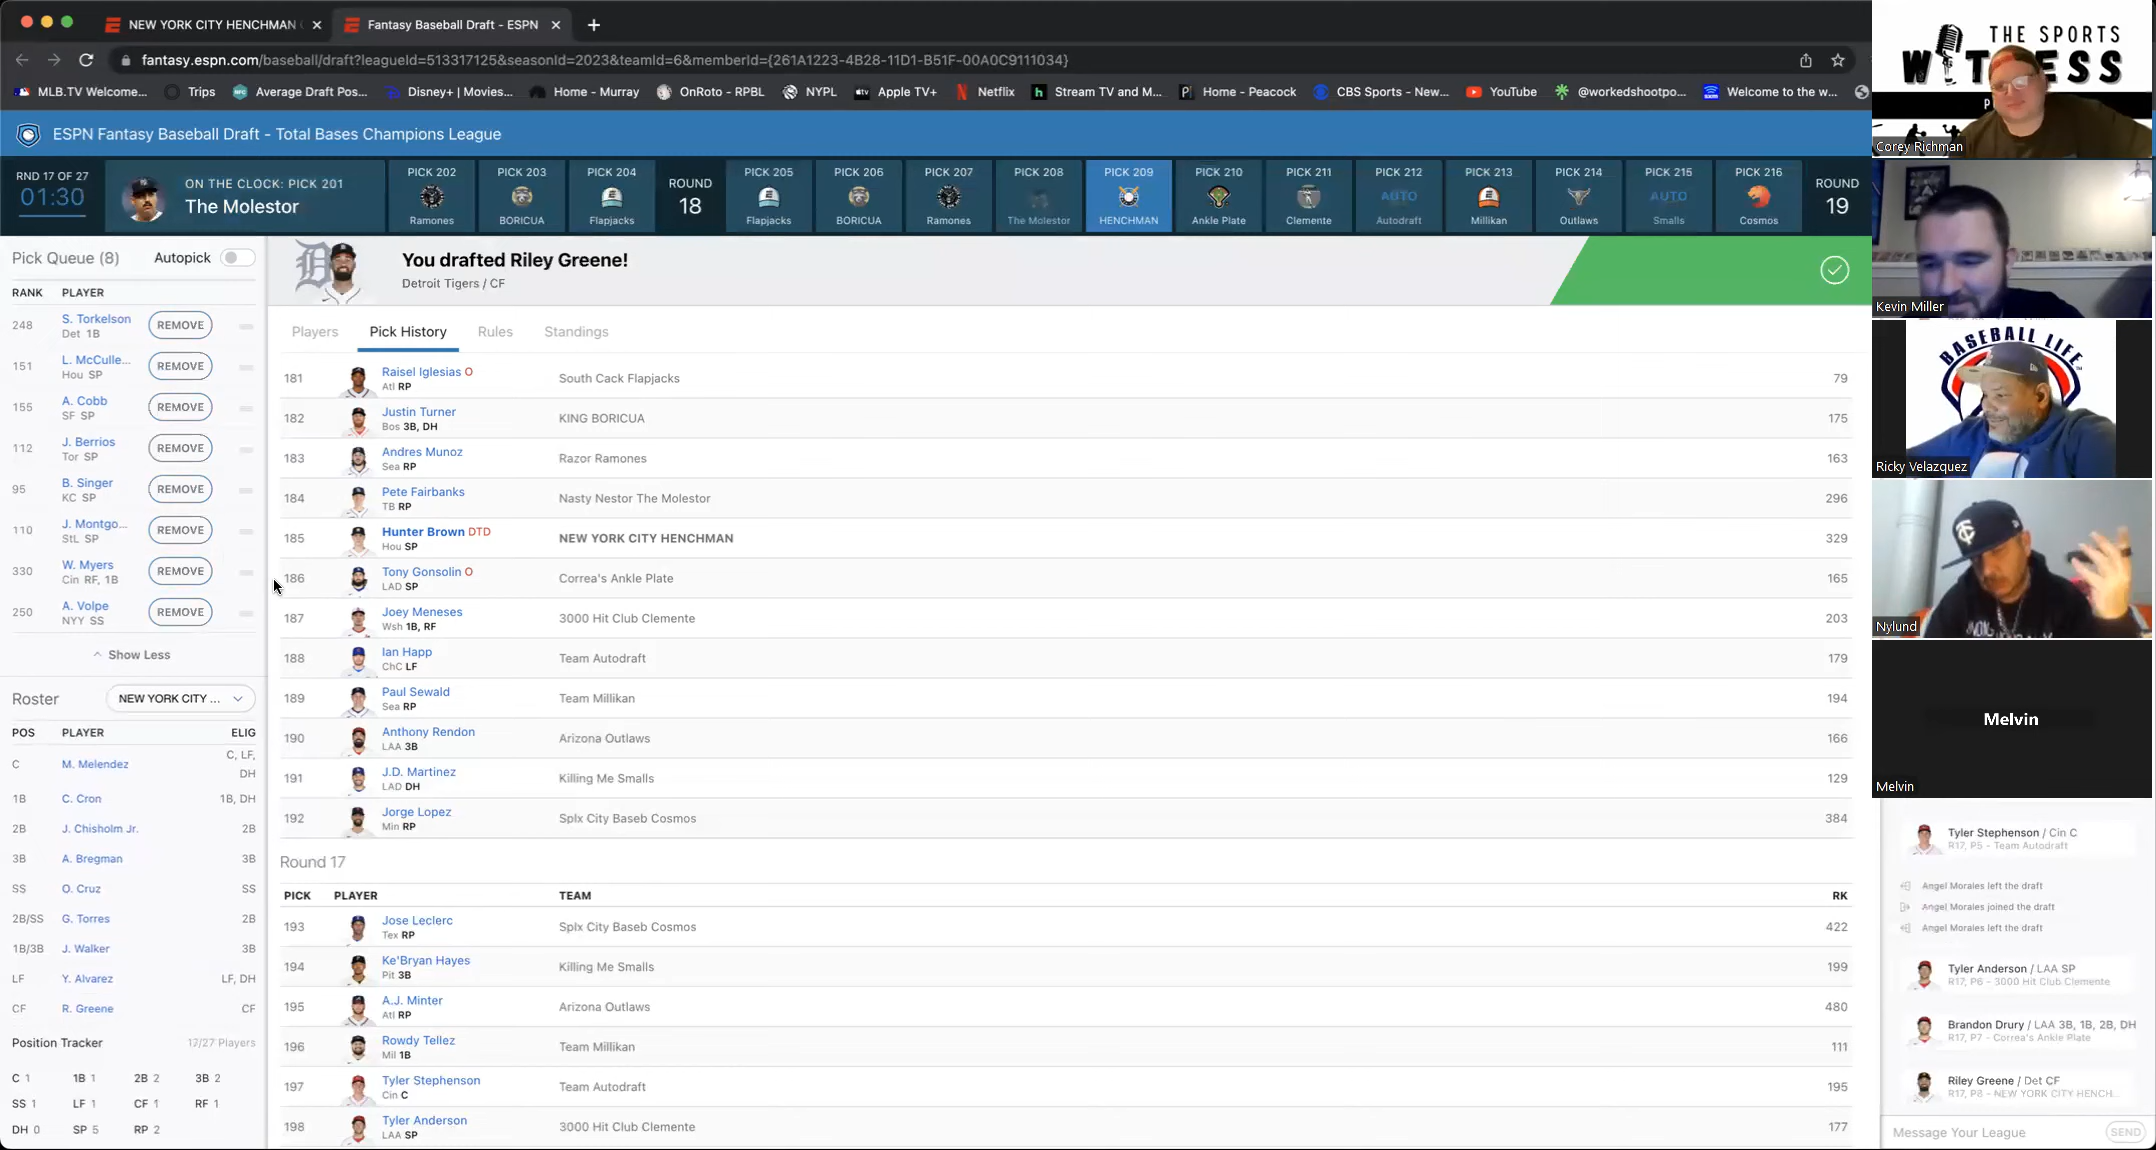 NEW YORK CITY HENCHMAN
Fantasy Baseball Draft - ESPN
fantasy.espn.com/baseball/draft?leagueId=513317125&seasonId=2023&teamId=6&memberId={261A1223-4B28-11D1-B51F-00A0C9111034}
MLB.TV Welcome...
Trips
Average Draft Pos...
Disney+ | Movies...
Home - Murray
OnRoto - RPBL
NYPL
Apple TV+
Netflix
Stream TV and M...
Home - Peacock
CBS Sports - New...
YouTube
@workedshootpo...
Welcome to the w...
ESPN Fantasy Baseball Draft - Total Bases Champions League
RND 17 OF 27
01:30
ON THE CLOCK: PICK 201
The Molestor
PICK 202
Ramones
PICK 203
BORICUA
PICK 204
Flapjacks
ROUND
18
PICK 205
Flapjacks
PICK 206
BORICUA
PICK 207
Ramones
PICK 208
The Molestor
PICK 209
HENCHMAN
PICK 210
Ankle Plate
PICK 211
Clemente
PICK 212
AUTO
Autodraft
PICK 213
Millikan
PICK 214
Outlaws
PICK 215
AUTO
Smalls
PICK 216
Cosmos
ROUND
19
Pick Queue (8)
Autopick
RANK PLAYER
248 S. Torkelson REMOVE
Det 1B
151 L. McCulle... REMOVE
Hou SP
155 A. Cobb REMOVE
SF SP
112 J. Berrios REMOVE
Tor SP
95 B. Singer REMOVE
KC SP
110 J. Montgo... REMOVE
StL SP
330 W. Myers REMOVE
Cin RF, 1B
250 A. Volpe REMOVE
NYY SS
Show Less
Roster NEW YORK CITY ...
POS PLAYER ELIG
C M. Melendez C, LF, DH
1B C. Cron 1B, DH
2B J. Chisholm Jr. 2B
3B A. Bregman 3B
SS O. Cruz SS
2B/SS G. Torres 2B
1B/3B J. Walker 3B
LF Y. Alvarez LF, DH
CF R. Greene CF
Position Tracker 17/27 Players
C 1 1B 1 2B 2 3B 2
SS 1 LF 1 CF 1 RF 1
DH 0 SP 5 RP 2
You drafted Riley Greene!
Detroit Tigers / CF
Players Pick History Rules Standings
181 Raisel Iglesias O South Cack Flapjacks 79
Atl RP
182 Justin Turner KING BORICUA 175
Bos 3B, DH
183 Andres Munoz Razor Ramones 163
Sea RP
184 Pete Fairbanks Nasty Nestor The Molestor 296
TB RP
185 Hunter Brown DTD NEW YORK CITY HENCHMAN 329
Hou SP
186 Tony Gonsolin O Correa's Ankle Plate 165
LAD SP
187 Joey Meneses 3000 Hit Club Clemente 203
Wsh 1B, RF
188 Ian Happ Team Autodraft 179
ChC LF
189 Paul Sewald Team Millikan 194
Sea RP
190 Anthony Rendon Arizona Outlaws 166
LAA 3B
191 J.D. Martinez Killing Me Smalls 129
LAD DH
192 Jorge Lopez Splx City Baseb Cosmos 384
Min RP
Round 17
PICK PLAYER TEAM RK
193 Jose Leclerc Splx City Baseb Cosmos 422
Tex RP
194 Ke'Bryan Hayes Killing Me Smalls 199
Pit 3B
195 A.J. Minter Arizona Outlaws 480
Atl RP
196 Rowdy Tellez Team Millikan 111
Mil 1B
197 Tyler Stephenson Team Autodraft 195
Cin C
198 Tyler Anderson 3000 Hit Club Clemente 177
LAA SP
THE SPORTS
Corey Richman
Kevin Miller
BASEBALL LIFE
Ricky Velazquez
Nylund
Melvin
Melvin
Tyler Stephenson / Cin C
R17, P5 - Team Autodraft
Angel Morales left the draft
Angel Morales joined the draft
Angel Morales left the draft
Tyler Anderson / LAA SP
R17, P6 - 3000 Hit Club Clemente
Brandon Drury / LAA 3B, 1B, 2B, DH
R17, P7 - Correa's Ankle Plate
Riley Greene / Det CF
R17, P8 - NEW YORK CITY HENCH...
Message Your League SEND